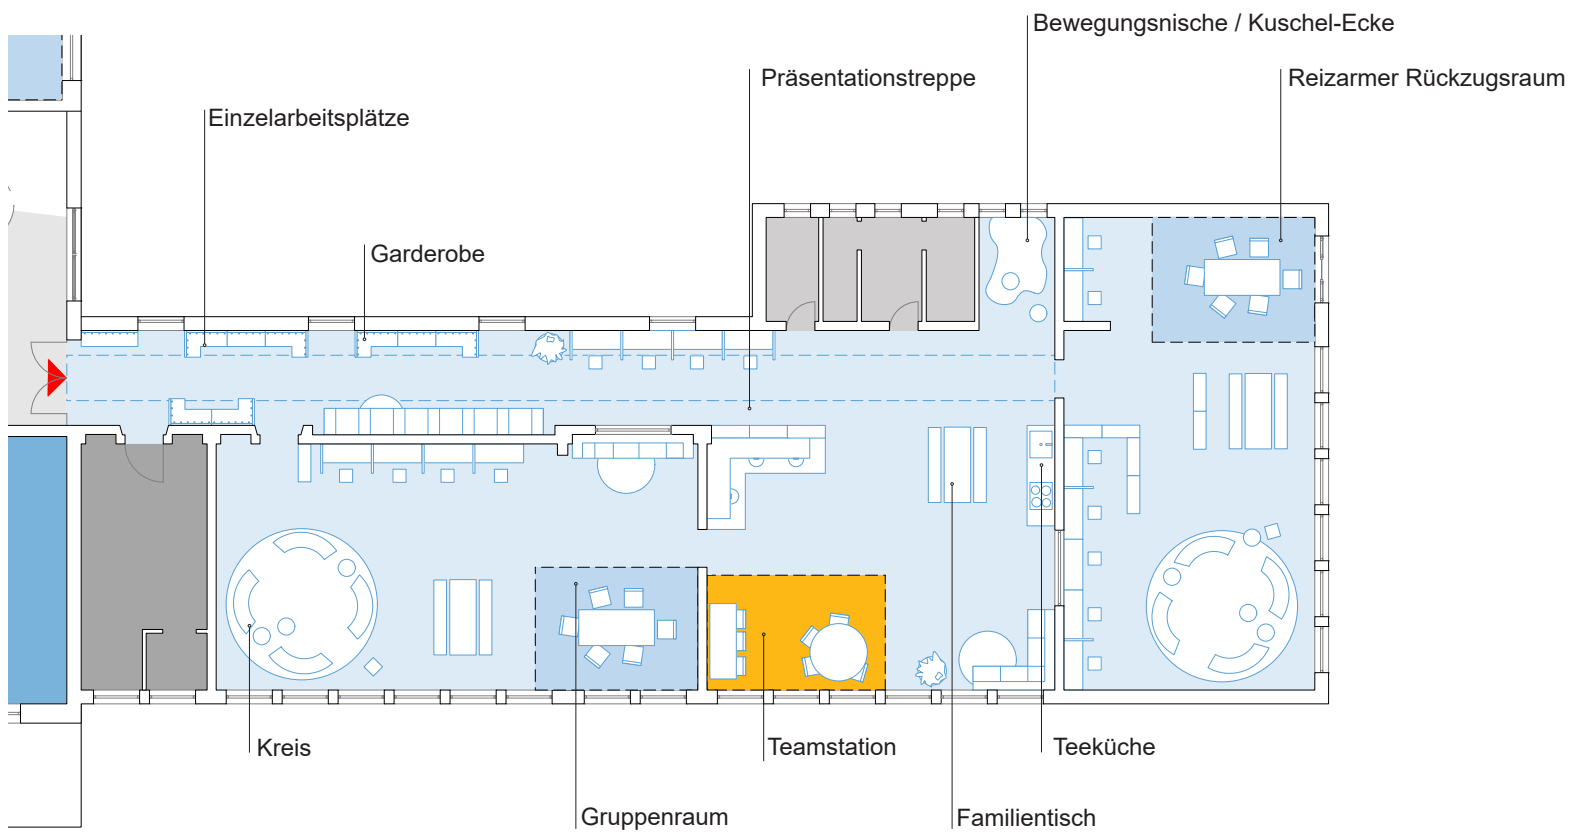 Bewegungsnische / Kuschel-Ecke
Präsentationstreppe
Reizarmer Rückzugsraum
Einzelarbeitsplätze
Garderobe
Kreis
Teamstation
Teeküche
Gruppenraum
Familientisch